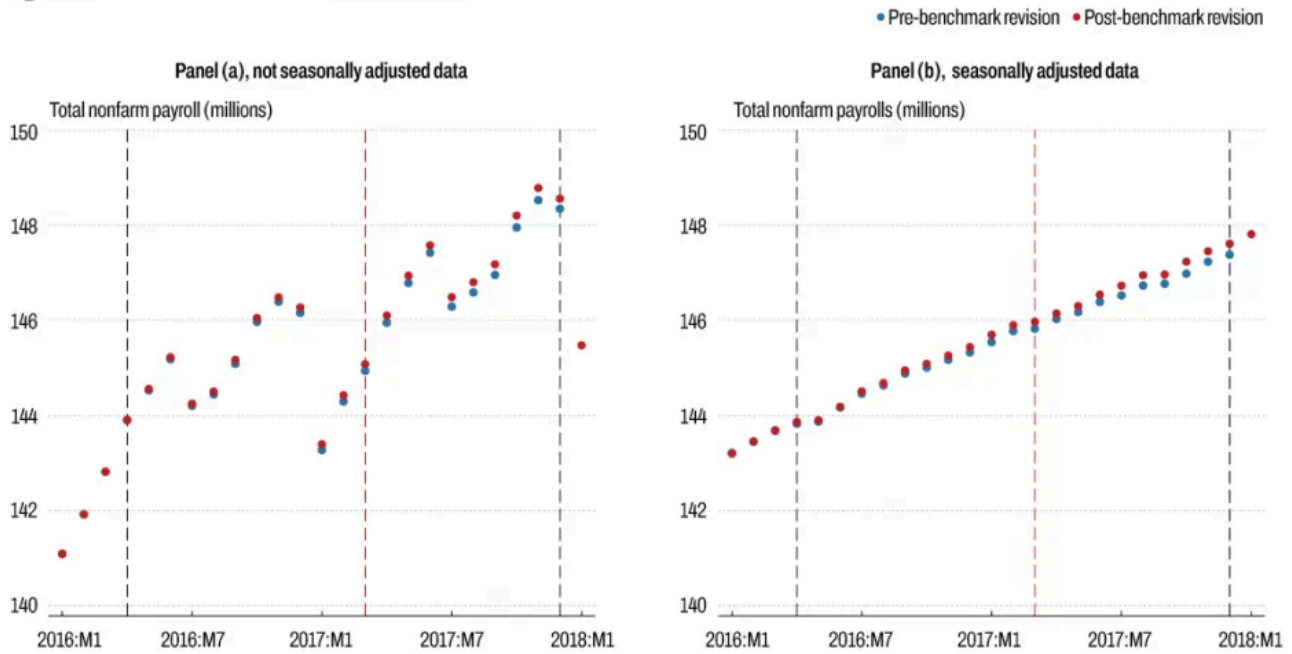 Pre-benchmark revision Post-benchmark revision
Panel (a), not seasonally adjusted data
Total nonfarm payroll (millions)
150
148
146
144
142
140
2016:M1 2016:M7 2017:M1 2017:M7 2018:M1
Panel (b), seasonally adjusted data
Total nonfarm payrolls (millions)
150
148
146
144
142
140
2016:M1 2016:M7 2017:M1 2017:M7 2018:M1